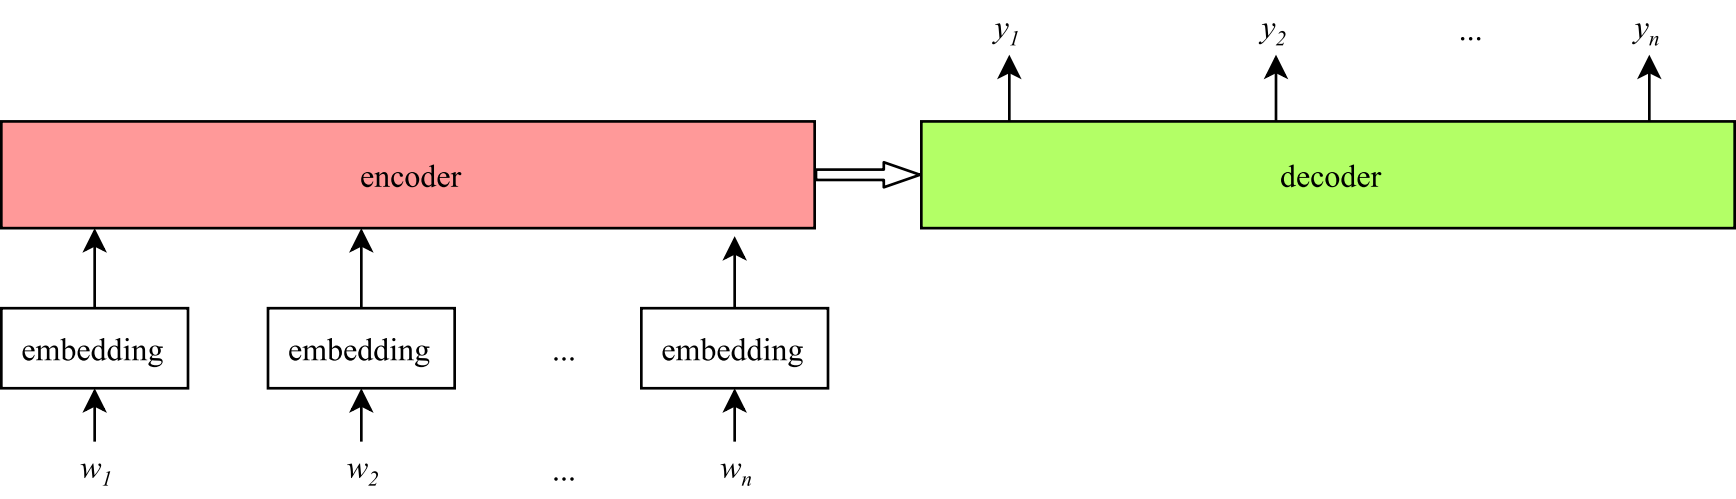 y1 y2 ... yn
encoder decoder
embedding embedding ... embedding
w1 w2 ... wn